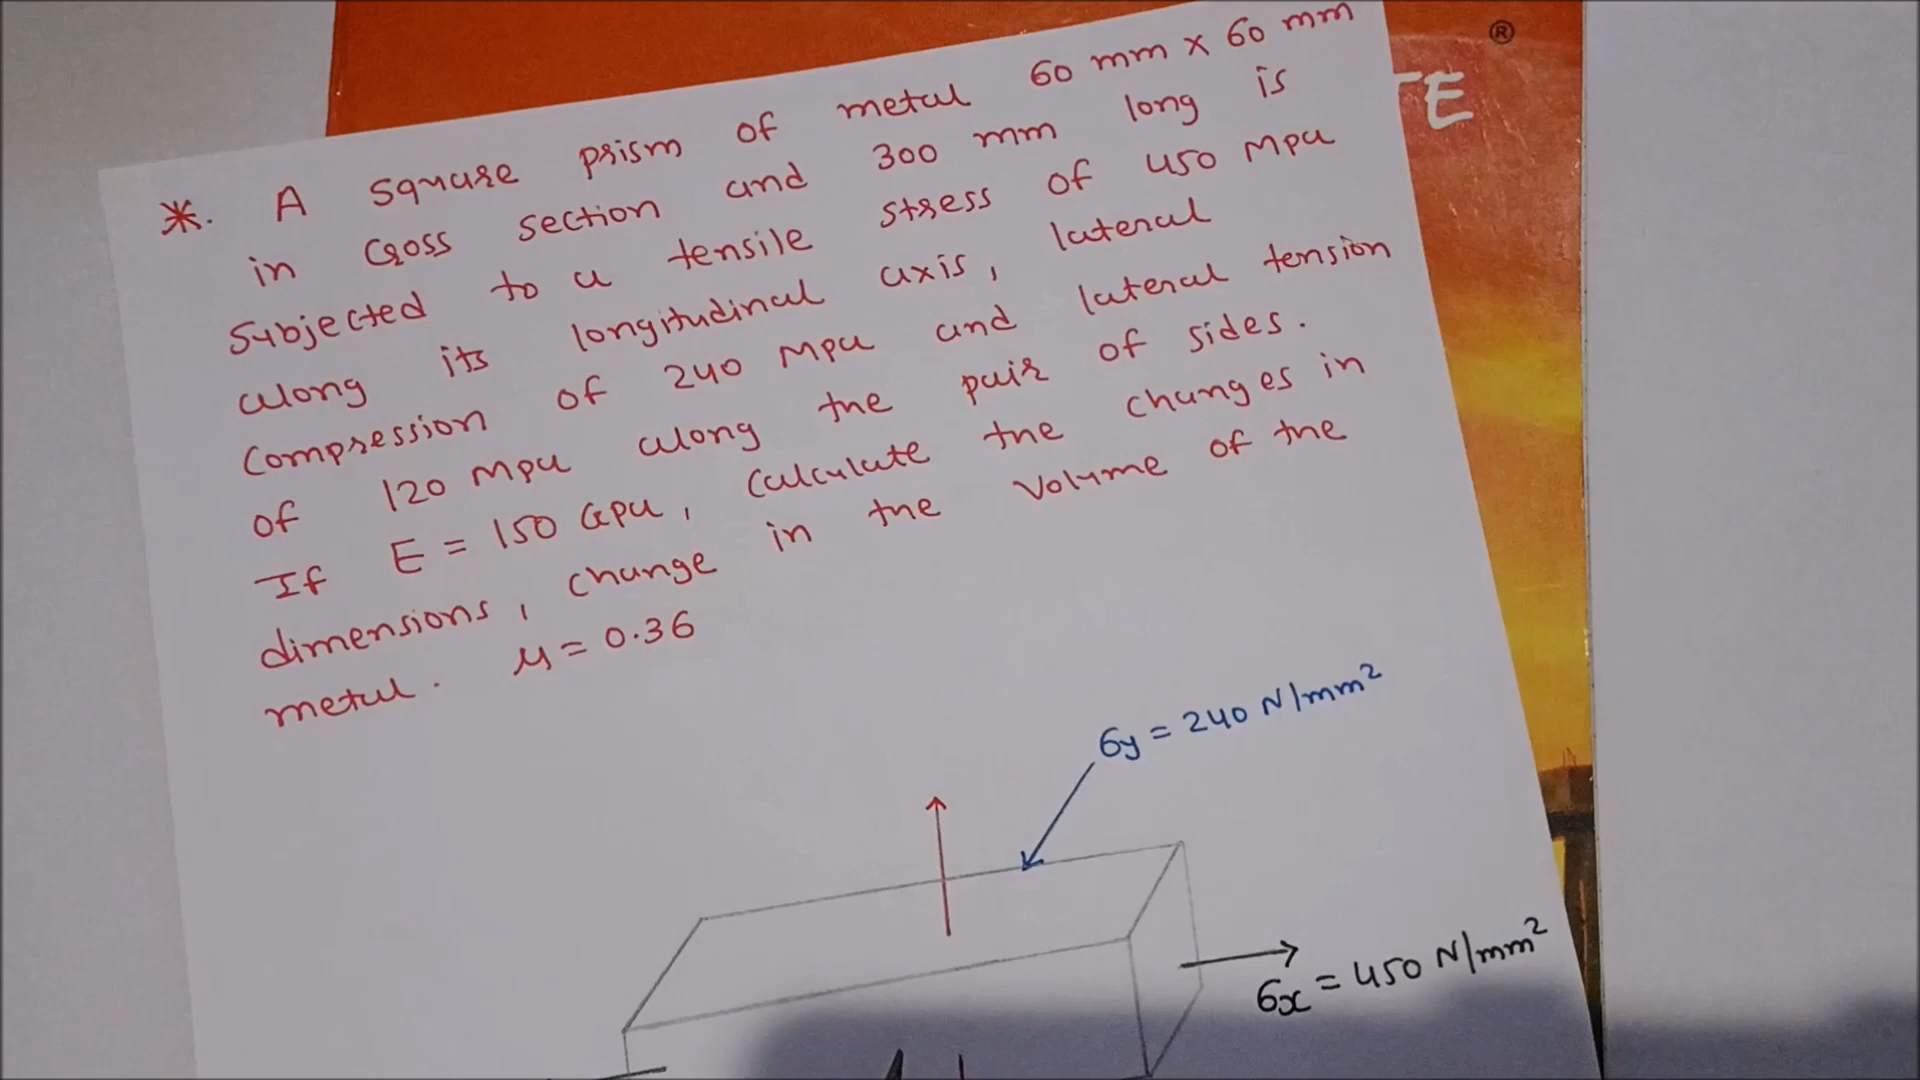 *. A square prism of metal 60 mm x 60 mm
in cross section and 300 mm long is
subjected to a tensile stress of 450 Mpa
along its longitudinal axis, lateral
compression of 240 Mpa and lateral tension
of 120 Mpa along the pair of sides.
If E = 150 Gpa, calculate the changes in
dimensions, change in the volume of the
metal. μ = 0.36
σy = 240 N/mm²
σx = 450 N/mm²
TE
®